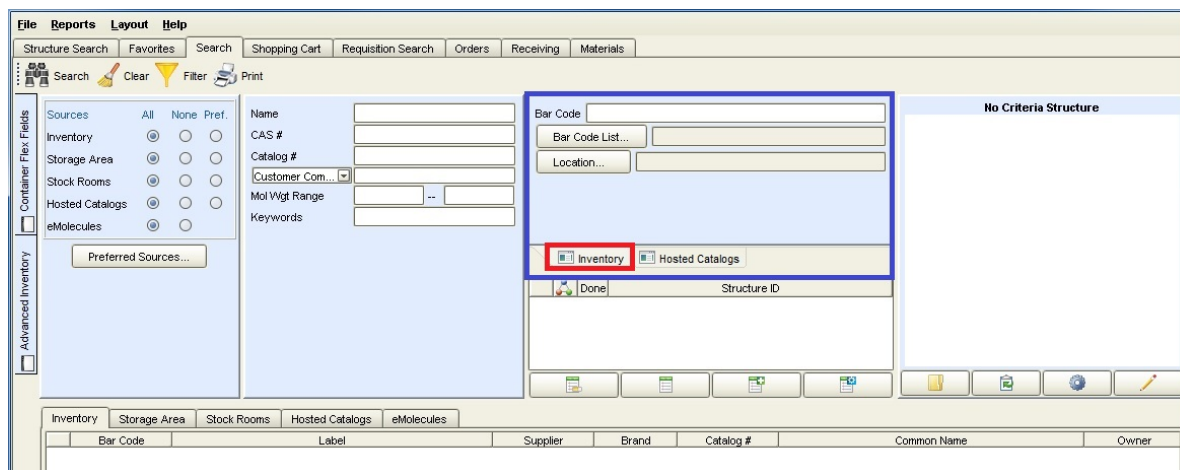 File Reports Layout Help
Structure Search Favorites Search Shopping Cart Requisition Search Orders Receiving Materials
Search Clear Filter Print
Container Flex Fields
Advanced Inventory
Sources All None Pref.
Inventory
Storage Area
Stock Rooms
Hosted Catalogs
eMolecules
Preferred Sources...
Name
CAS #
Catalog #
Customer Com...
Mol Wgt Range --
Keywords
Bar Code
Bar Code List...
Location...
Inventory Hosted Catalogs
Done Structure ID
No Criteria Structure
Inventory Storage Area Stock Rooms Hosted Catalogs eMolecules
Bar Code Label Supplier Brand Catalog # Common Name Owner